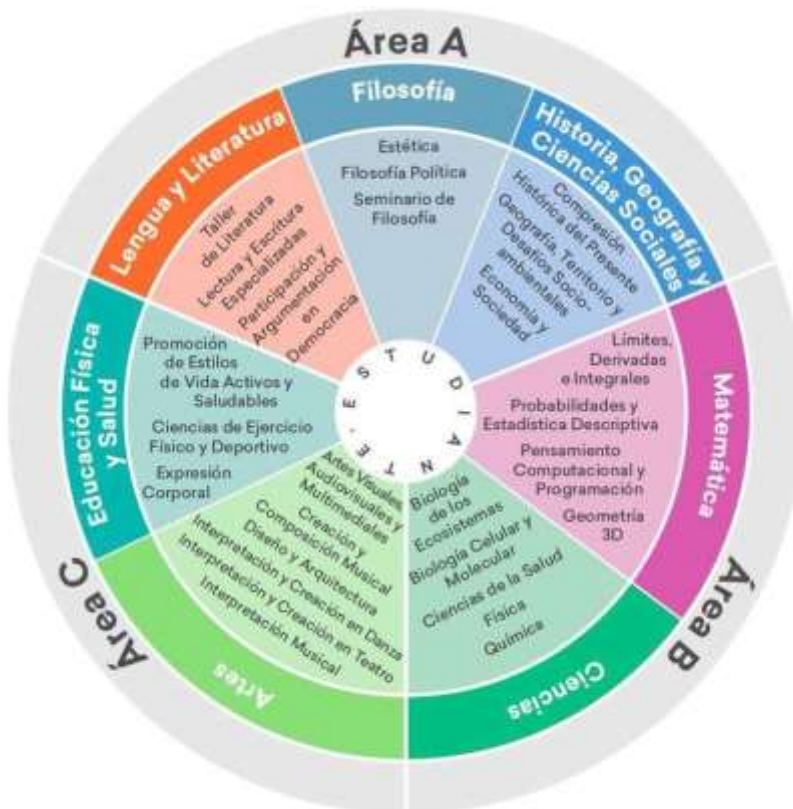 Área A
Filosofía
Estética
Filosofía Política
Seminario de
Filosofía
Historia, Geografía y
Ciencias Sociales
Compresión
Histórica del Presente
Geografía, Territorio y
Desafíos Socio-
ambientales
Economía y
Sociedad
Lengua y Literatura
Taller
de Literatura
Lectura y Escritura
Especializadas
Participación y
Argumentación
en
Democracia
Área B
Matemática
Límites,
Derivadas
e Integrales
Probabilidades y
Estadística Descriptiva
Pensamiento
Computacional y
Programación
Geometría
3D
Ciencias
Biología
de los
Ecosistemas
Biología Celular y
Molecular
Ciencias de la Salud
Física
Química
Área C
Artes
Artes Visuales
Audiovisuales y
Multimediales
Creación y
Composición Musical
Diseño y Arquitectura
Interpretación y Creación en Danza
Interpretación y Creación en Teatro
Interpretación Musical
Educación Física
y Salud
Promoción
de Estilos
de Vida Activos y
Saludables
Ciencias de Ejercicio
Físico y Deportivo
Expresión
Corporal
ESTUDIANTE